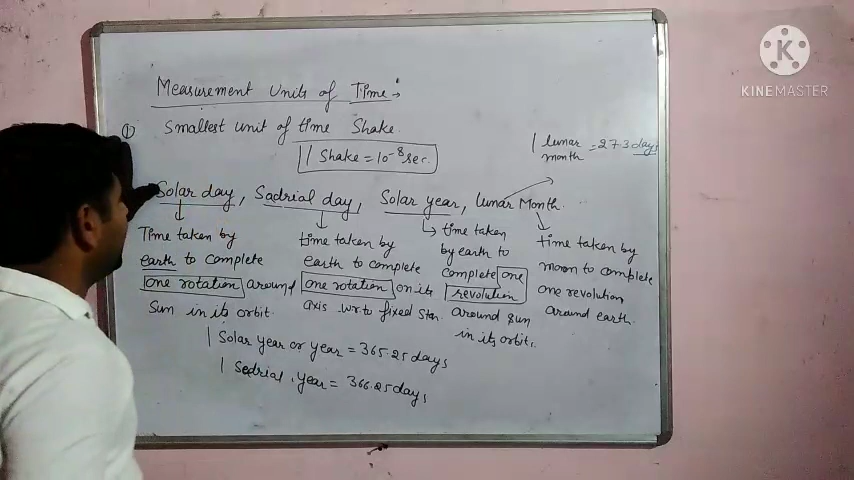 Measurement Units of Time:→
① Smallest unit of time Shake.
1 Shake = 10⁻⁸ sec.
1 lunar month = 27.3 days
Solar day, Sadrial day, Solar year, lunar Month.
Time taken by
earth to complete
one rotation around
Sun in its orbit.
time taken by
earth to complete
one rotation on its
axis w.r.to fixed star.
time taken
by earth to
complete one
revolution
around sun
in its orbit.
time taken by
moon to complete
one revolution
around earth.
1 Solar year or year = 365.25 days
1 Sedrial year = 366.25 days
K
KINEMASTER